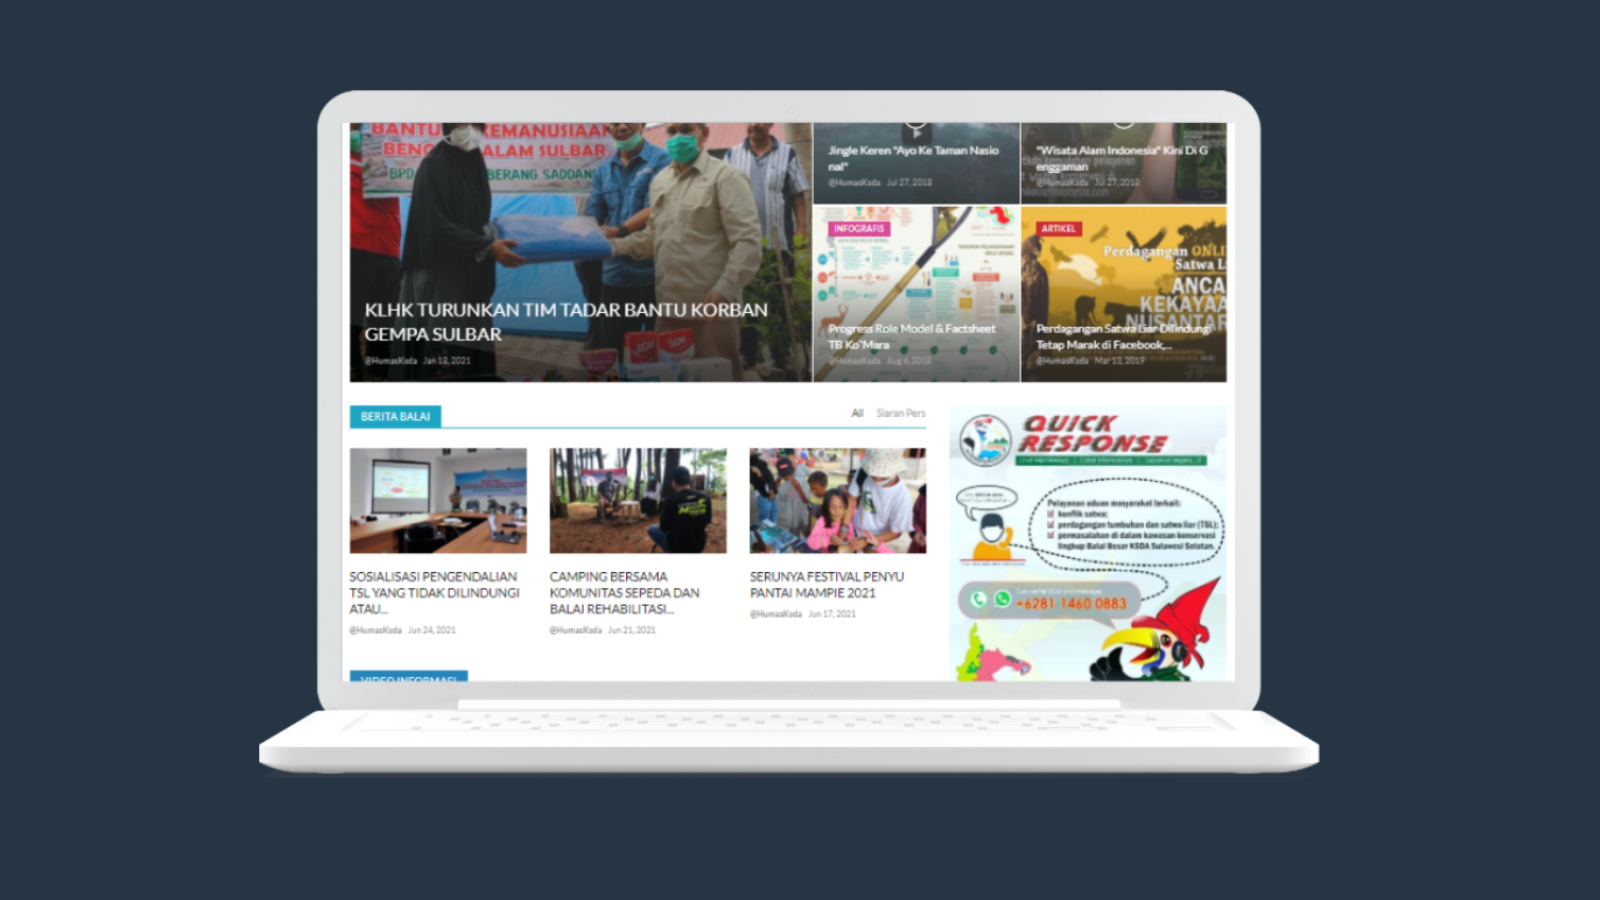 BANTU KEMANUSIAAN
BENC ALAM SULBAR
BPD BERANG SADDANG
KLHK TURUNKAN TIM TADAR BANTU KORBAN
GEMPA SULBAR
@HumasKsda Jan 18, 2021
Jingle Keren "Ayo Ke Taman Nasio
nal"
@HumasKsda Jul 27, 2018
"Wisata Alam Indonesia" Kini Di G
enggaman
@HumasKsda Jul 27, 2018
INFOGRAFIS
Progress Role Model & Factsheet
TB Ko'Mara
@HumasKsda Aug 4, 2018
ARTIKEL
Perdagangan ONLI
Satwa L
ANCA
KEKAYAA
NUSANTAR
Perdagangan Satwa Liar Dilindungi
Tetap Marak di Facebook,...
@HumasKsda Mar 13, 2019
BERITA BALAI
All Siaran Pers
SOSIALISASI PENGENDALIAN
TSL YANG TIDAK DILINDUNGI
ATAU...
@HumasKsda Jun 24, 2021
CAMPING BERSAMA
KOMUNITAS SEPEDA DAN
BALAI REHABILITASI...
@HumasKsda Jun 21, 2021
SERUNYA FESTIVAL PENYU
PANTAI MAMPIE 2021
@HumasKsda Jun 17, 2021
VIDEO INFORMASI
QUICK
RESPONSE
Pelayanan aduan masyarakat terkait:
konflik satwa;
perdagangan tumbuhan dan satwa liar (TSL);
permasalahan di dalam kawasan konservasi
lingkup Balai Besar KSDA Sulawesi Selatan.
+6281 1460 0883